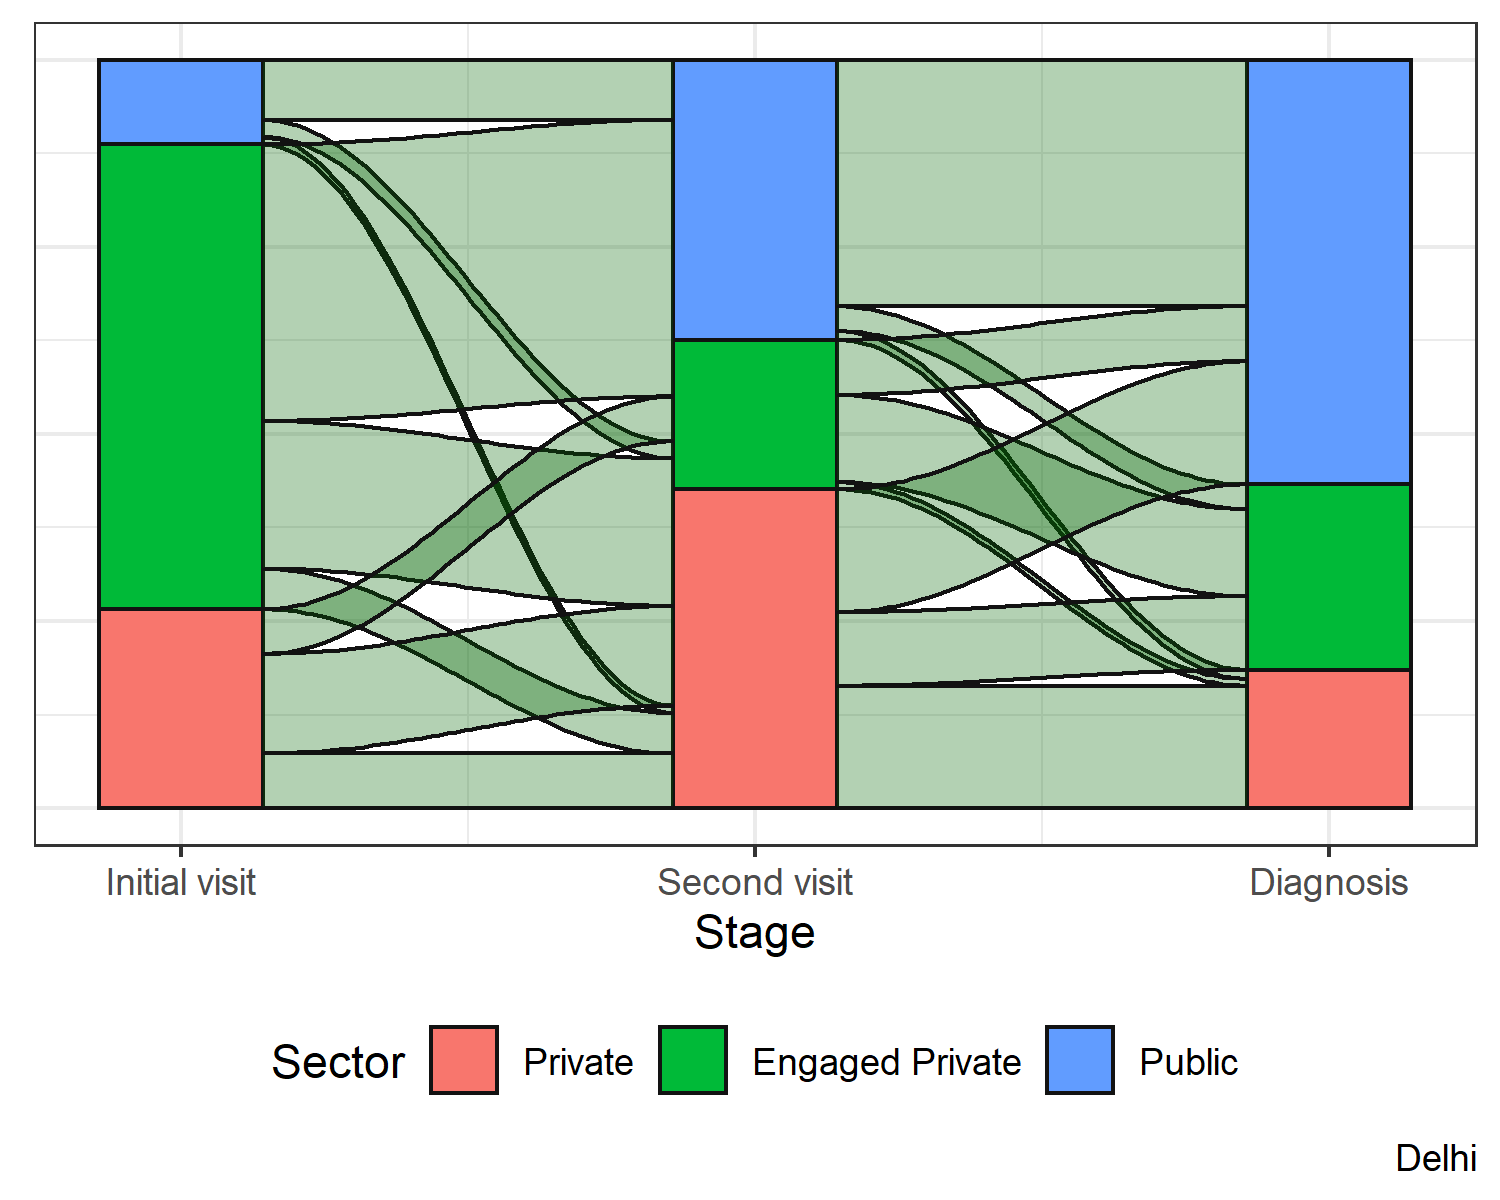 Initial visit Second visit Diagnosis
Stage
Sector Private Engaged Private Public
Delhi